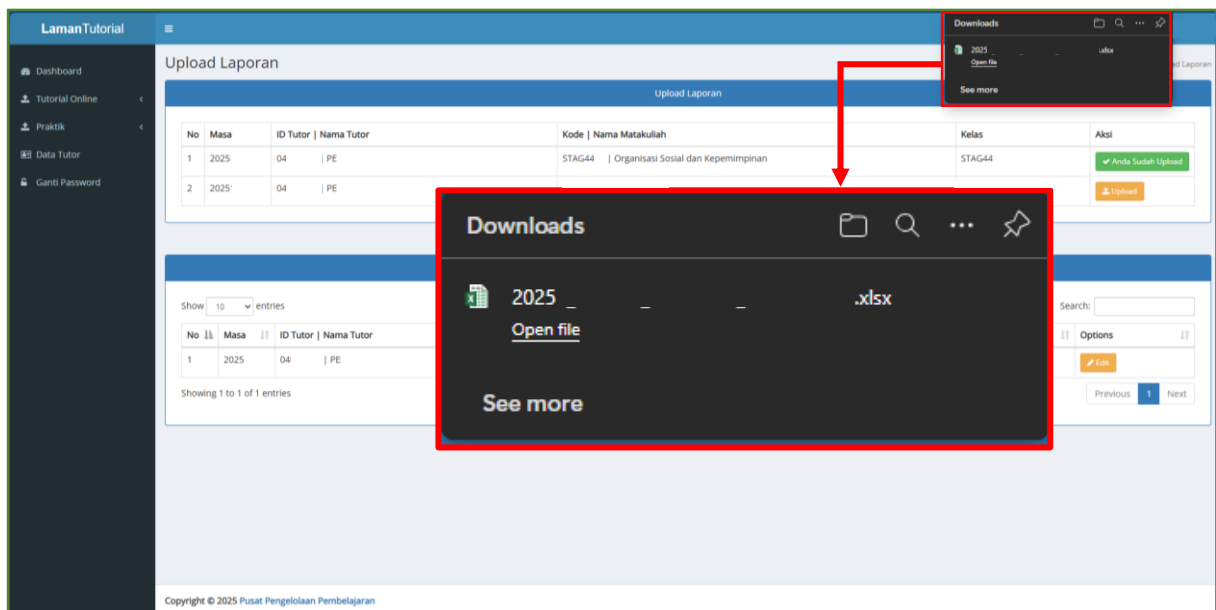 LamanTutorial
Downloads
2025 _ _ _ .xlsx
Open file
See more
Dashboard
Tutorial Online
Praktik
Data Tutor
Ganti Password
Upload Laporan
Laporan
Upload Laporan
No Masa ID Tutor | Nama Tutor Kode | Nama Matakuliah Kelas Aksi
1 2025 04 | PE STAG44 | Organisasi Sosial dan Kepemimpinan STAG44 Anda Sudah Upload
2 2025' 04 | PE Upload
Downloads
2025 _ _ _ .xlsx
Open file
See more
Show 10 entries Search:
No Masa ID Tutor | Nama Tutor Options
1 2025 04 | PE Edit
Showing 1 to 1 of 1 entries Previous 1 Next
Copyright © 2025 Pusat Pengelolaan Pembelajaran